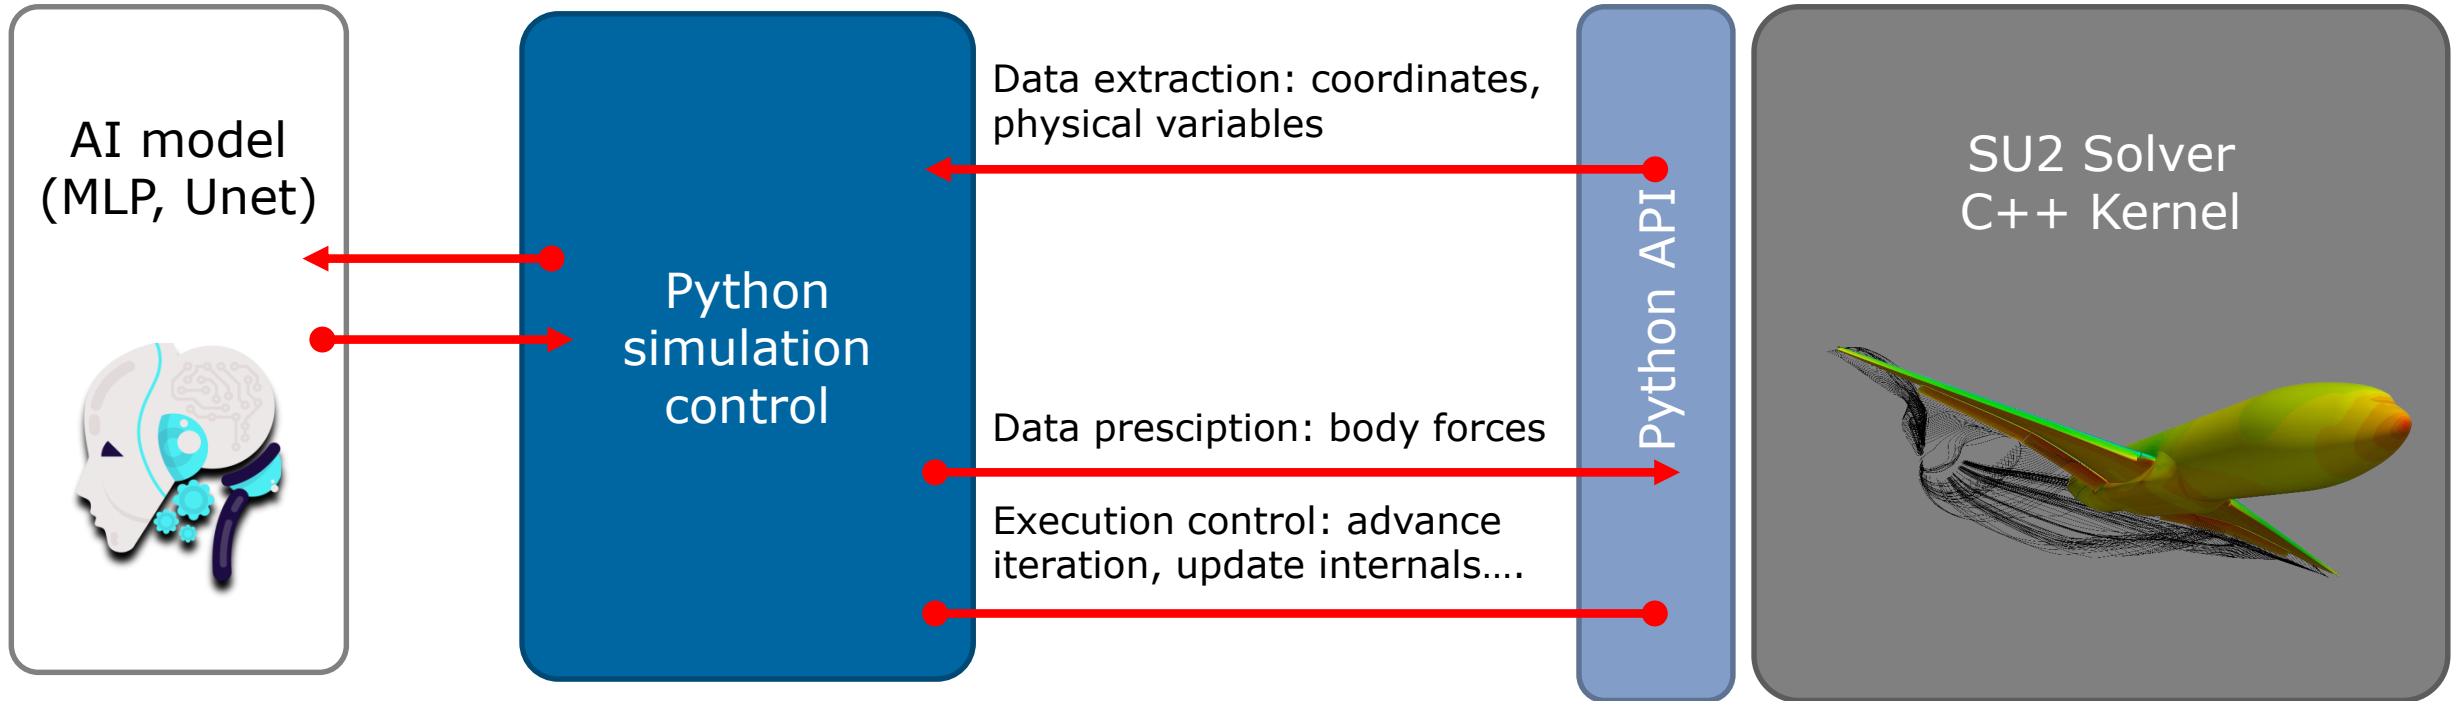 AI model
(MLP, Unet)
Python
simulation
control
Data extraction: coordinates,
physical variables
Data presciption: body forces
Execution control: advance
iteration, update internals....
Python API
SU2 Solver
C++ Kernel